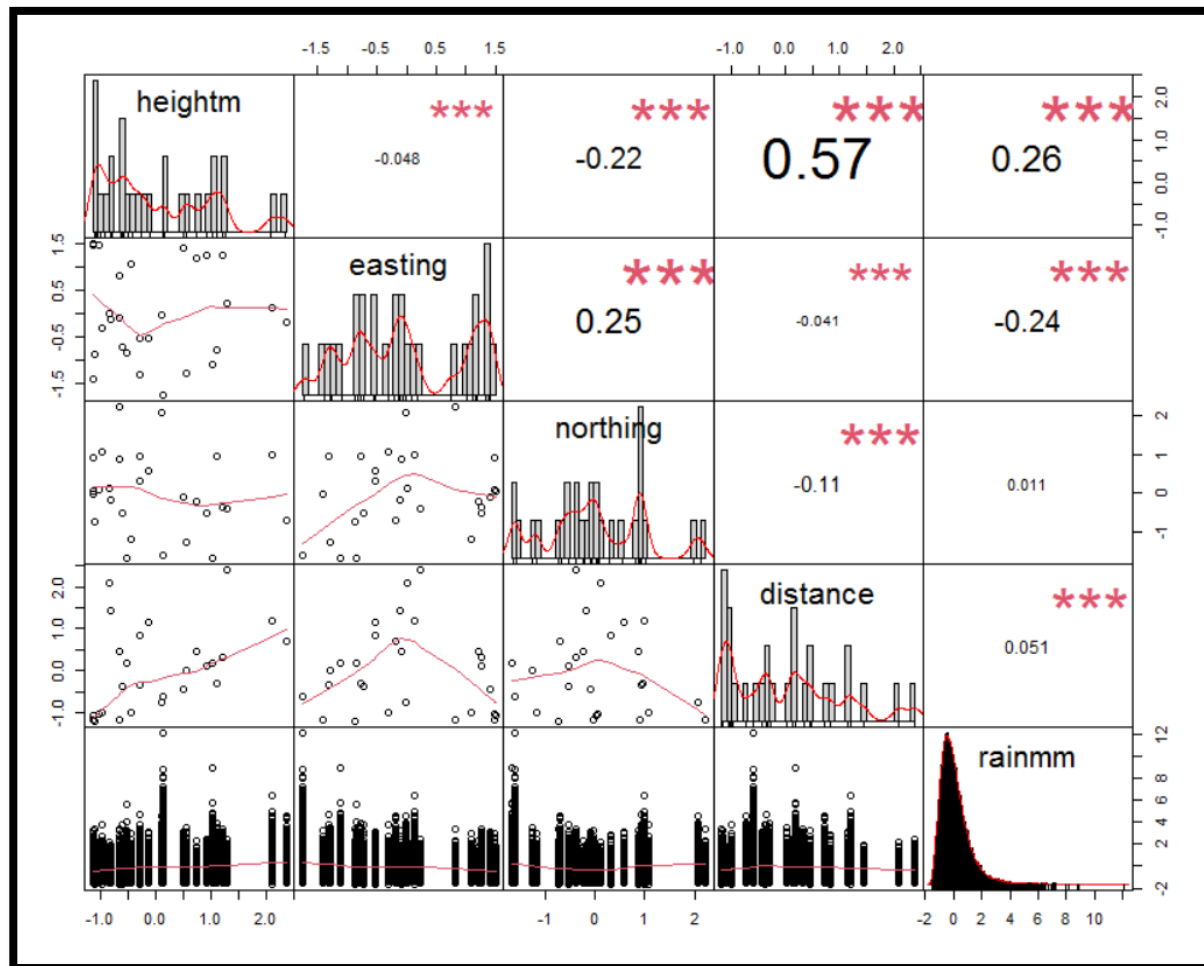 -1.5 -0.5 0.5 1.5 -1.0 0.0 1.0 2.0
heightm *** *** *** ***
-0.048 -0.22 0.57 0.26
-1.0 0.0 1.0 2.0
easting *** *** ***
0.25 -0.041 -0.24
-1.5 -0.5 0.5 1.5
northing ***
-0.11 0.011
-1 0 1 2
distance ***
0.051
-1.0 0.0 1.0 2.0
rainmm
-2 2 4 6 8 12
-1.0 0.0 1.0 2.0 -1 0 1 2 -2 0 2 4 6 8 10